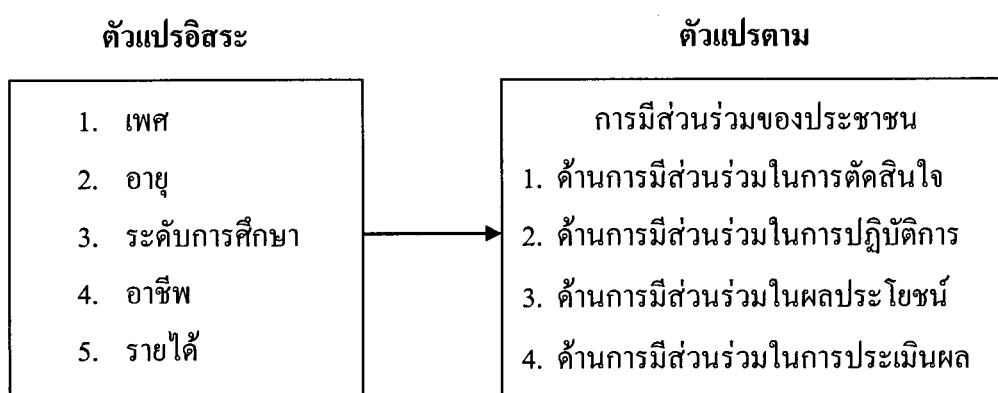 ตัวแปรอิสระ
1. เพศ
2. อายุ
3. ระดับการศึกษา
4. อาชีพ
5. รายได้
ตัวแปรตาม
การมีส่วนร่วมของประชาชน
1. ด้านการมีส่วนร่วมในการตัดสินใจ
2. ด้านการมีส่วนร่วมในการปฏิบัติการ
3. ด้านการมีส่วนร่วมในผลประโยชน์
4. ด้านการมีส่วนร่วมในการประเมินผล